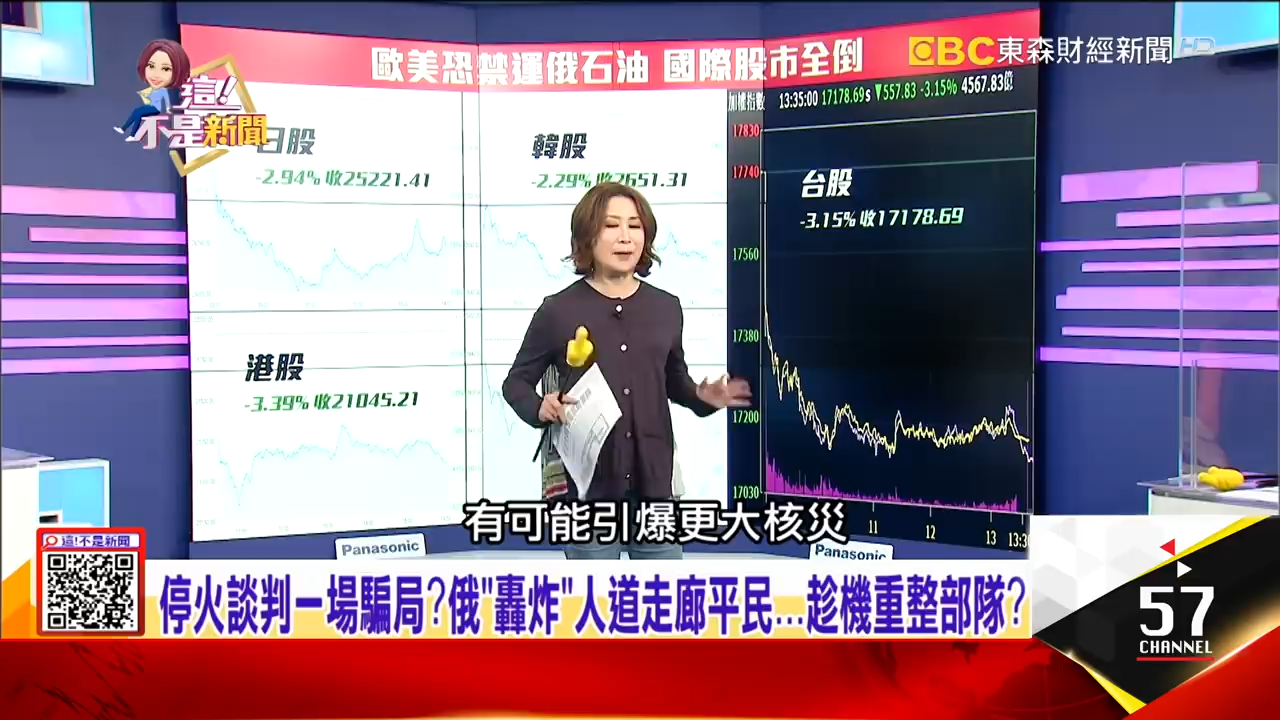 歐美恐禁運俄石油 國際股市全倒
EBC東森財經新聞HD
這!
不是新聞
日股
-2.94% 收25221.41
韓股
-2.29% 收2651.31
港股
-3.39% 收21045.21
加權指數 13:35:00 17178.69s ▼557.83 -3.15% 4567.83億
台股
-3.15% 收17178.69
17830
17740
17560
17380
17200
17030
11 12 13 13:30
有可能引爆更大核災
Panasonic
Panasonic
這!不是新聞
停火談判一場騙局?俄"轟炸"人道走廊平民...趁機重整部隊?
57
CHANNEL